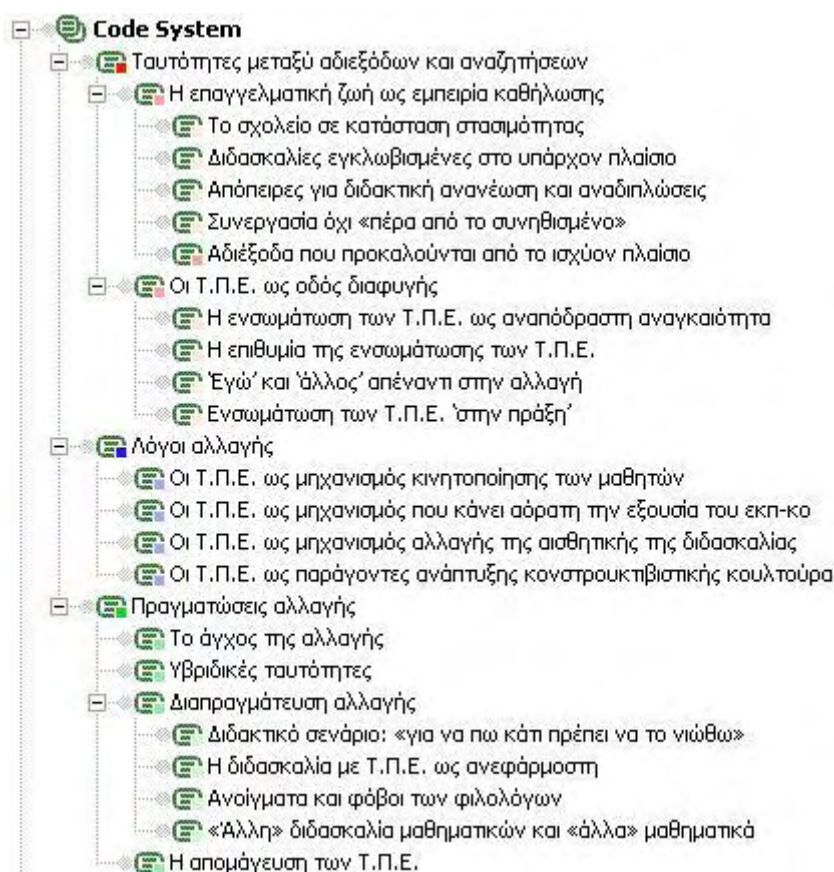 Code System
Ταυτότητες μεταξύ αδιεξόδων και αναζητήσεων
Η επαγγελματική ζωή ως εμπειρία καθήλωσης
Το σχολείο σε κατάσταση στασιμότητας
Διδασκαλίες εγκλωβισμένες στο υπάρχον πλαίσιο
Απόπειρες για διδακτική ανανέωση και αναδιπλώσεις
Συνεργασία όχι «πέρα από το συνηθισμένο»
Αδιέξοδα που προκαλούνται από το ισχύον πλαίσιο
Οι Τ.Π.Ε. ως οδός διαφυγής
Η ενσωμάτωση των Τ.Π.Ε. ως αναπόδραστη αναγκαιότητα
Η επιθυμία της ενσωμάτωσης των Τ.Π.Ε.
‘Εγώ’ και ‘άλλος’ απέναντι στην αλλαγή
Ενσωμάτωση των Τ.Π.Ε. ‘στην πράξη’
Λόγοι αλλαγής
Οι Τ.Π.Ε. ως μηχανισμός κινητοποίησης των μαθητών
Οι Τ.Π.Ε. ως μηχανισμός που κάνει αόρατη την εξουσία του εκπ-κο
Οι Τ.Π.Ε. ως μηχανισμός αλλαγής της αισθητικής της διδασκαλίας
Οι Τ.Π.Ε. ως παράγοντες ανάπτυξης κονστρουκτιβιστικής κουλτούρα
Πραγματώσεις αλλαγής
Το άγχος της αλλαγής
Υβριδικές ταυτότητες
Διαπραγμάτευση αλλαγής
Διδακτικό σενάριο: «για να πω κάτι πρέπει να το νιώθω»
Η διδασκαλία με Τ.Π.Ε. ως ανεφάρμοστη
Ανοίγματα και φόβοι των φιλολόγων
«Άλλη» διδασκαλία μαθηματικών και «άλλα» μαθηματικά
Η απομάγευση των Τ.Π.Ε.